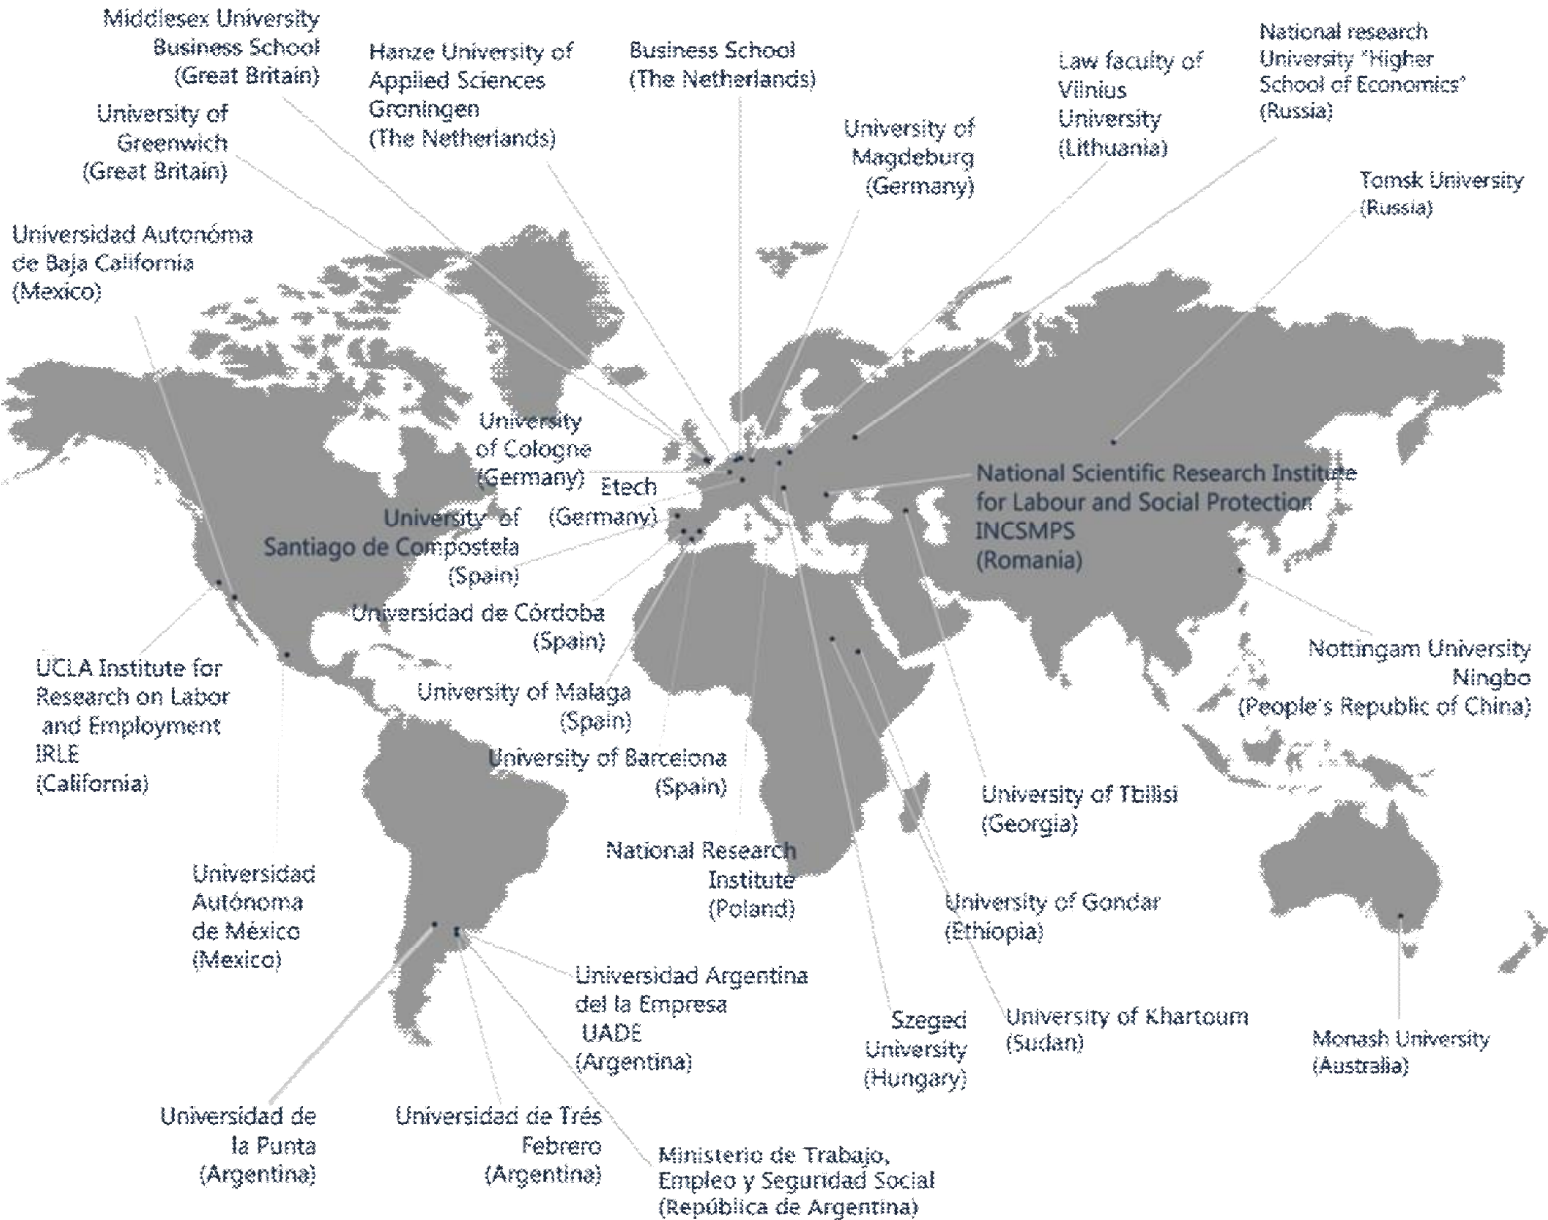 Middlesex University
Business School
(Great Britain)
Hanze University of
Applied Sciences
Groningen
(The Netherlands)
Business School
(The Netherlands)
Law faculty of
Vilnius
University
(Lithuania)
National research
University "Higher
School of Economics"
(Russia)
University of
Greenwich
(Great Britain)
University of
Magdeburg
(Germany)
Tomsk University
(Russia)
Universidad Autonóma
de Baja California
(Mexico)
University
of Cologne
(Germany)
Etech
(Germany)
National Scientific Research Institute
for Labour and Social Protection
INCSMPS
(Romania)
University of
Santiago de Compostela
(Spain)
Universidad de Córdoba
(Spain)
UCLA Institute for
Research on Labor
and Employment
IRLE
(California)
Nottingam University
Ningbo
(People's Republic of China)
University of Malaga
(Spain)
University of Barcelona
(Spain)
University of Tbilisi
(Georgia)
National Research
Institute
(Poland)
Universidad
Autónoma
de México
(Mexico)
University of Gondar
(Ethiopia)
Universidad Argentina
del la Empresa
UADE
(Argentina)
Szeged
University
(Hungary)
University of Khartoum
(Sudan)
Monash University
(Australia)
Universidad de
la Punta
(Argentina)
Universidad de Trés
Febrero
(Argentina)
Ministerio de Trabajo,
Empleo y Seguridad Social
(República de Argentina)